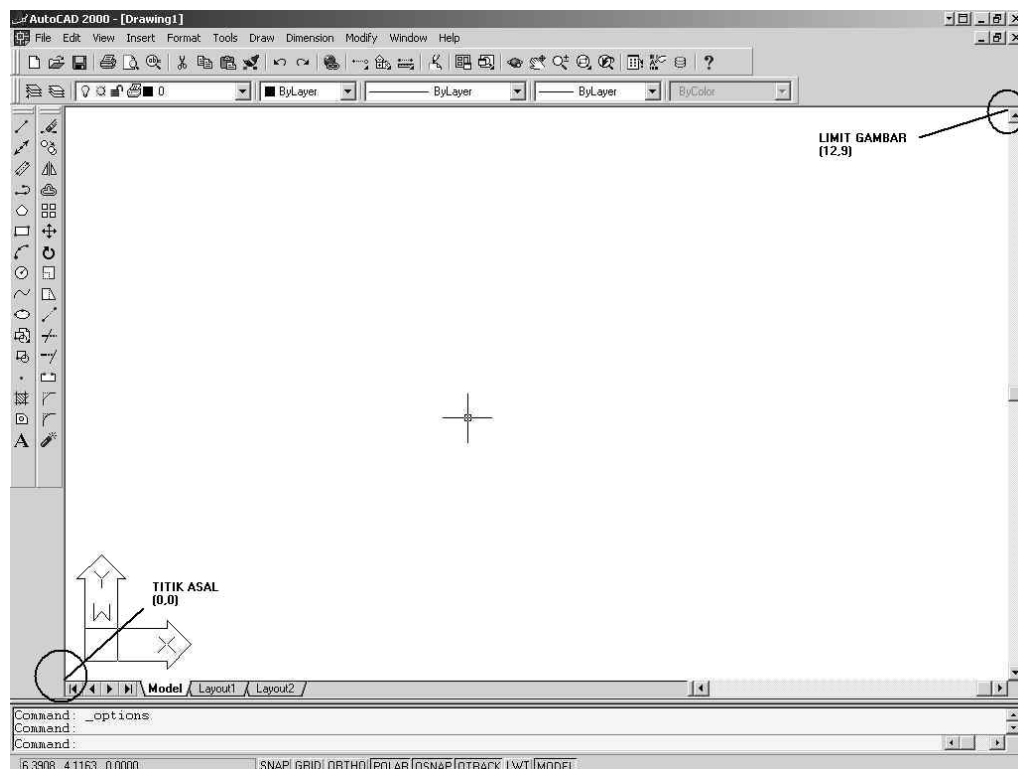 AutoCAD 2000 - [Drawing1]
File Edit View Insert Format Tools Draw Dimension Modify Window Help
0 ByLayer ByLayer ByLayer ByColor
LIMIT GAMBAR
(12,9)
A
Y
W
X
TITIK ASAL
(0,0)
Model Layout1 Layout2
Command: _options
Command:
Command:
6.3908, 4.1163, 0.0000 SNAP GRID ORTHO POLAR OSNAP OTRACK LWT MODEL